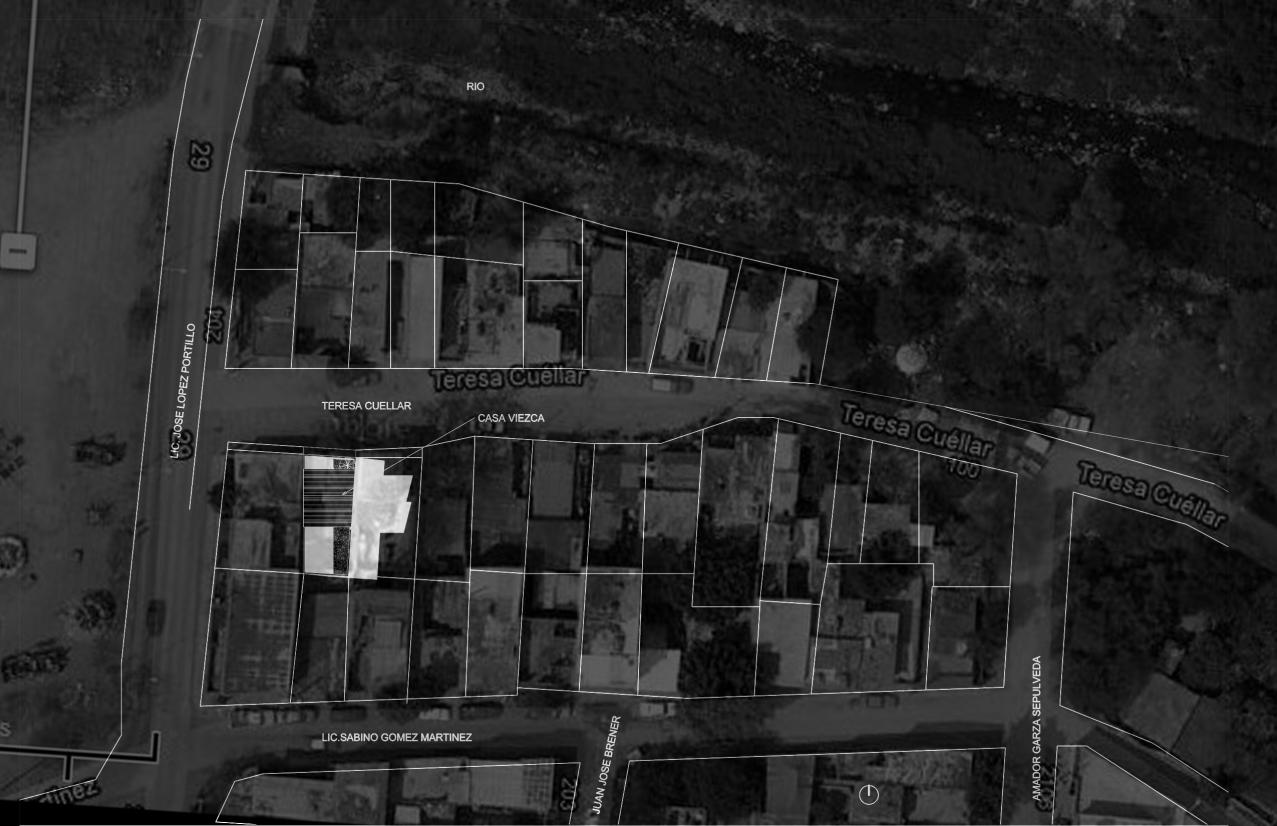 RIO
29
204
LIC. JOSE LOPEZ PORTILLO
Teresa Cuéllar
TERESA CUELLAR
CASA VIEZCA
29
Teresa Cuéllar
100
Teresa Cuéllar
LIC.SABINO GOMEZ MARTINEZ
JUAN JOSE BRENER
203
AMADOR GARZA SEPULVEDA